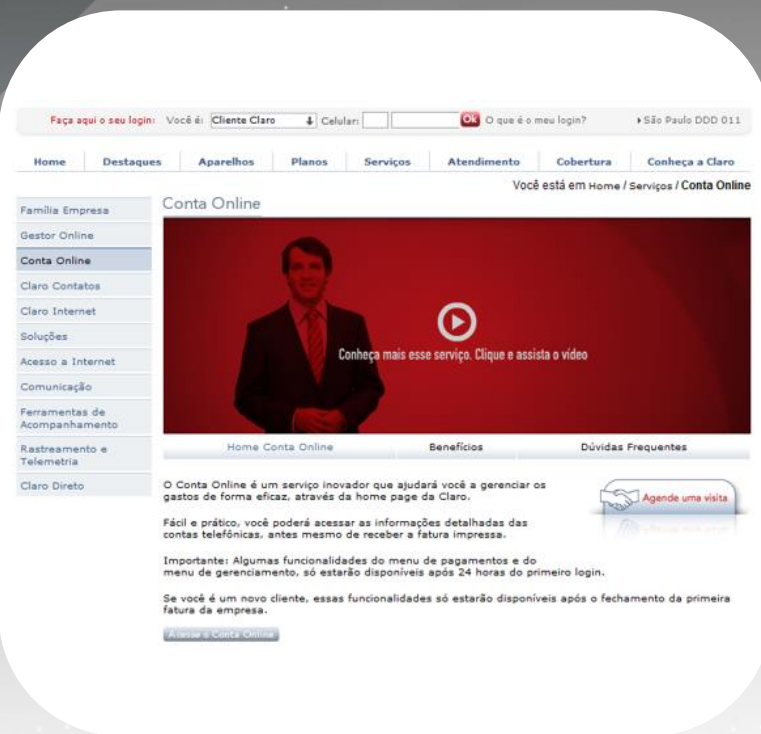 Faça aqui o seu login: Você é: Cliente Claro Celular: Ok O que é o meu login? São Paulo DDD 011
Home Destaques Aparelhos Planos Serviços Atendimento Cobertura Conheça a Claro
Você está em Home / Serviços / Conta Online
Conta Online
Família Empresa
Gestor Online
Conta Online
Claro Contatos
Claro Internet
Soluções
Acesso a Internet
Comunicação
Ferramentas de
Acompanhamento
Rastreamento e
Telemetria
Claro Direto
Conheça mais esse serviço. Clique e assista o vídeo
Home Conta Online Benefícios Dúvidas Frequentes
O Conta Online é um serviço inovador que ajudará você a gerenciar os
gastos de forma eficaz, através da home page da Claro.
Agende uma visita
Fácil e prático, você poderá acessar as informações detalhadas das
contas telefônicas, antes mesmo de receber a fatura impressa.
Importante: Algumas funcionalidades do menu de pagamentos e do
menu de gerenciamento, só estarão disponíveis após 24 horas do primeiro login.
Se você é um novo cliente, essas funcionalidades só estarão disponíveis após o fechamento da primeira
fatura da empresa.
Acesse o Conta Online